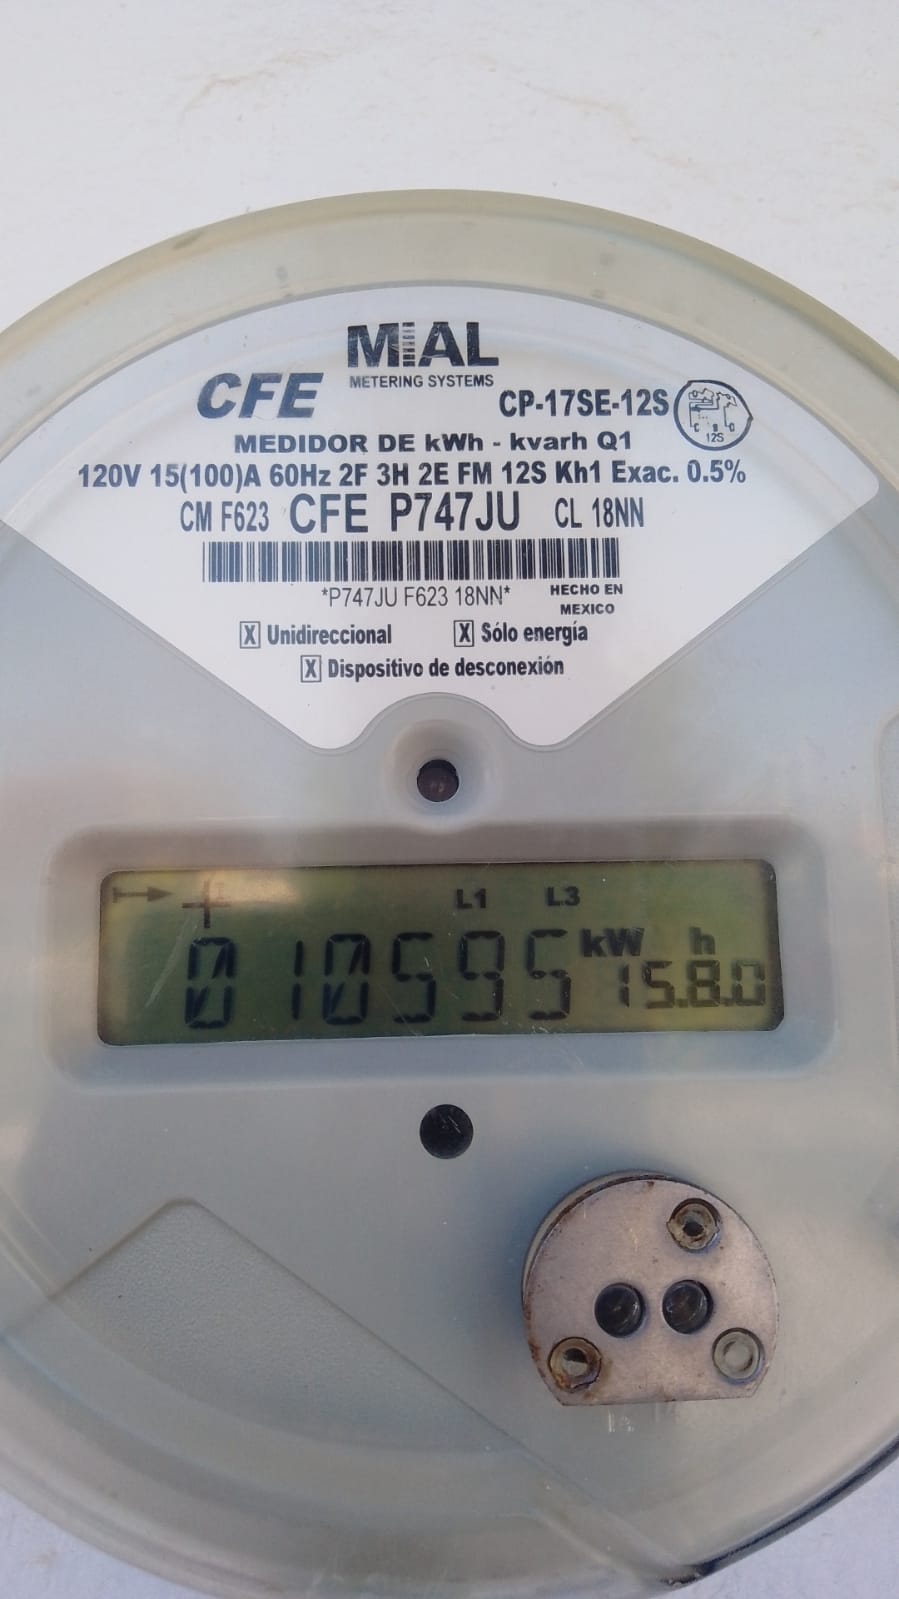 MIAL
METERING SYSTEMS
CFE
CP-17SE-12S
12S
MEDIDOR DE kWh - kvarh Q1
120V 15(100)A 60Hz 2F 3H 2E FM 12S Kh1 Exac. 0.5%
CM F623 CFE P747JU CL 18NN
*P747JU F623 18NN*
HECHO EN
MEXICO
X Unidireccional X Sólo energía
X Dispositivo de desconexión
L1 L3
010595 kW h
15.8.0